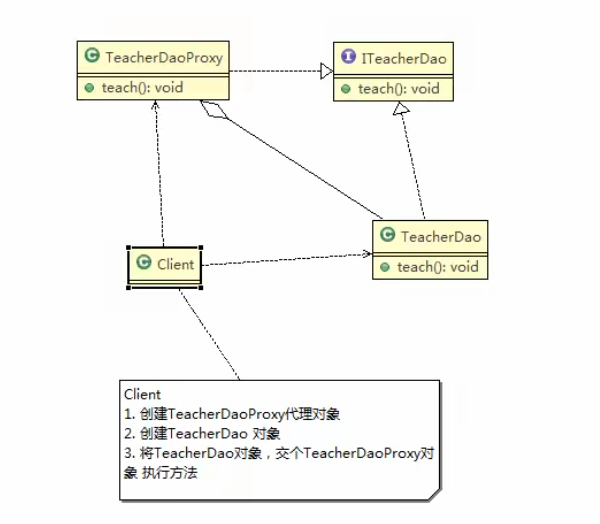 C TeacherDaoProxy
teach(): void
I ITeacherDao
teach(): void
C TeacherDao
teach(): void
C Client
Client
1. 创建TeacherDaoProxy代理对象
2. 创建TeacherDao 对象
3. 将TeacherDao对象，交个TeacherDaoProxy对
象 执行方法